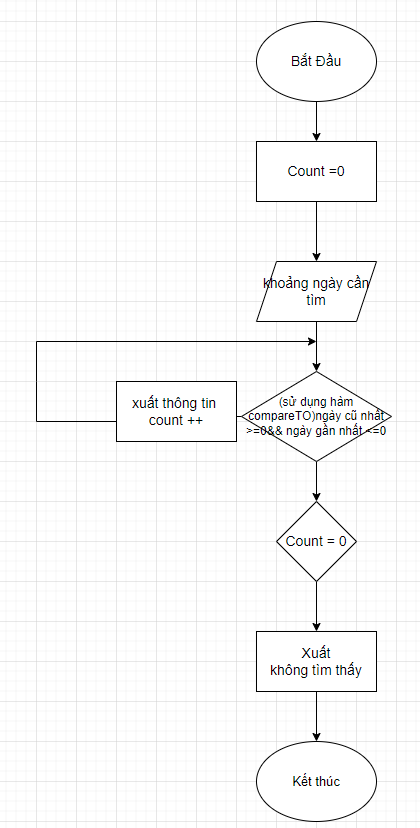 Bắt Đầu
Count =0
khoảng ngày cần
tìm
(sử dụng hàm
compareTO)ngày cũ nhất
>=0&& ngày gần nhất <=0
xuất thông tin
count ++
Count = 0
Xuất
không tìm thấy
Kết thúc